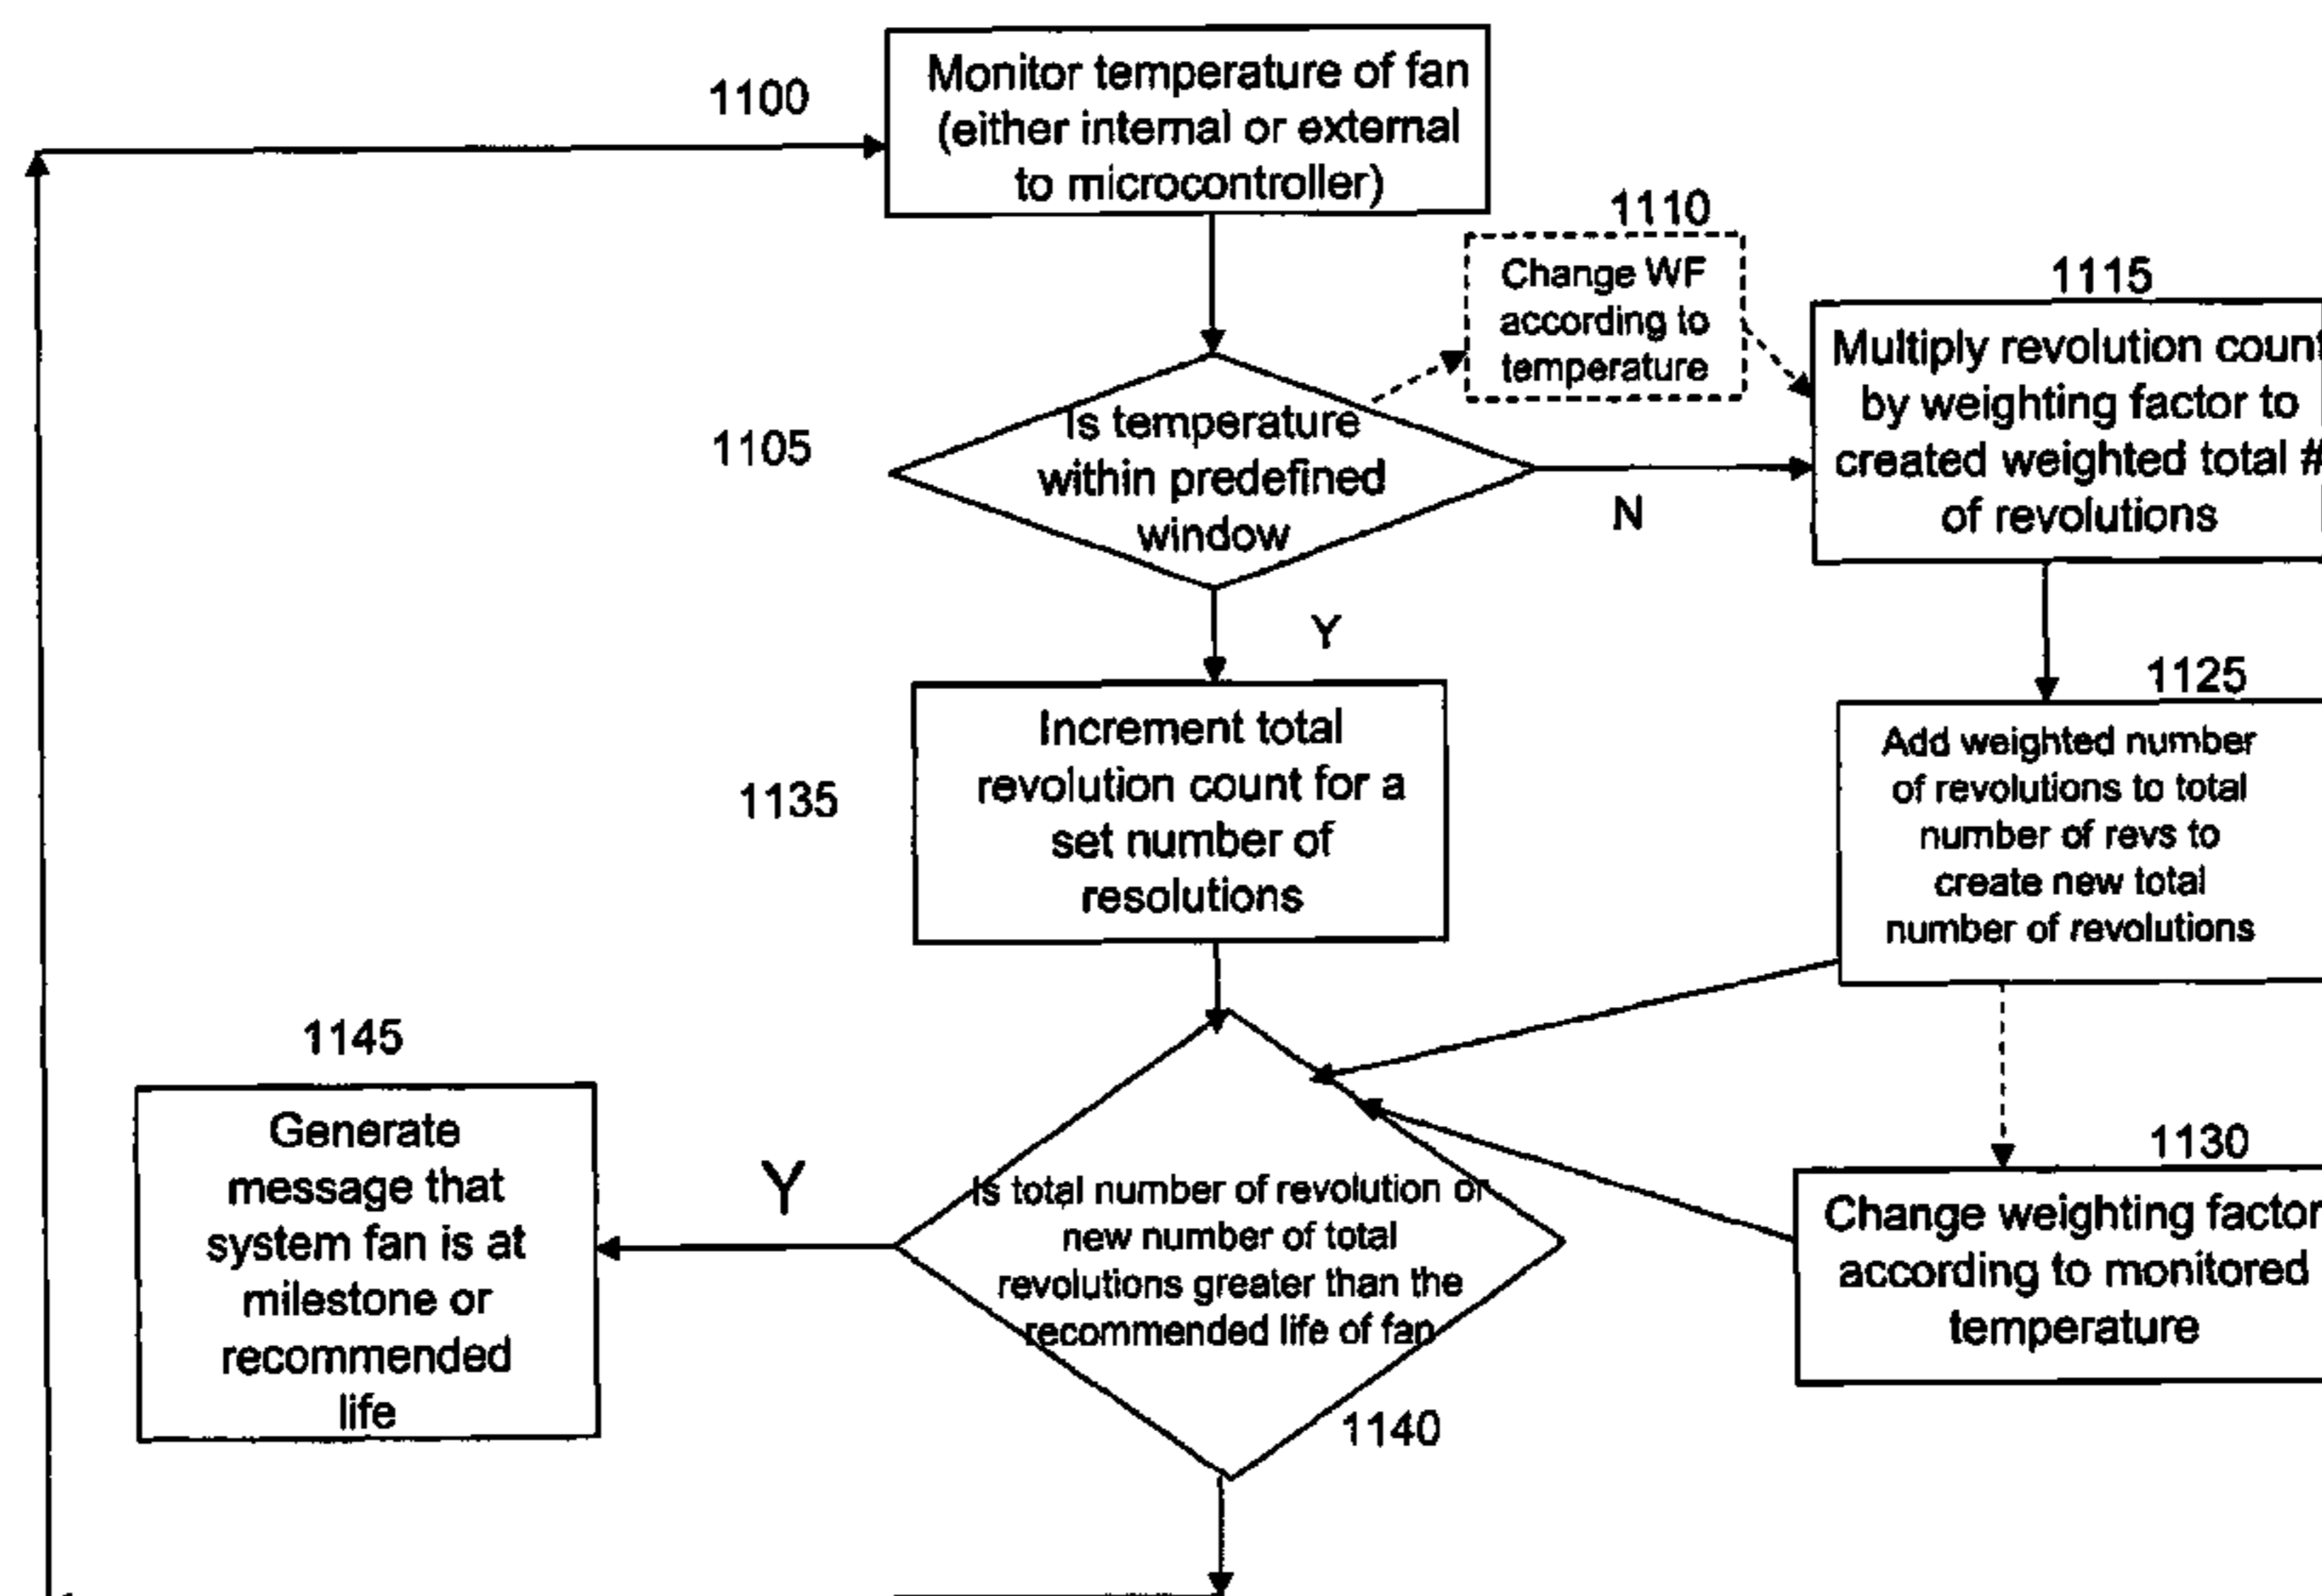 1100
Monitor temperature of fan
(either internal or external
to microcontroller)
1110
Change WF
according to
temperature
1115
Multiply revolution count
by weighting factor to
created weighted total #
of revolutions
1105
Is temperature
within predefined
window
N
Y
1125
Add weighted number
of revolutions to total
number of revs to
create new total
number of revolutions
1135
Increment total
revolution count for a
set number of
resolutions
1145
Generate
message that
system fan is at
milestone or
recommended
life
Y
Is total number of revolution or
new number of total
revolutions greater than the
recommended life of fan
1140
1130
Change weighting factor
according to monitored
temperature